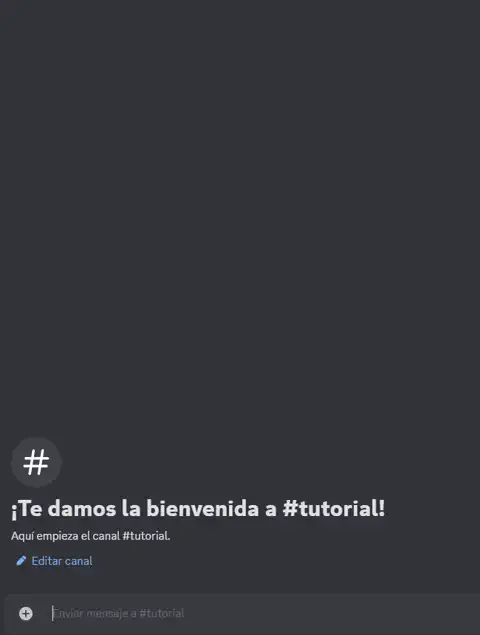 #
¡Te damos la bienvenida a #tutorial!
Aquí empieza el canal #tutorial.
Editar canal
Enviar mensaje a #tutorial